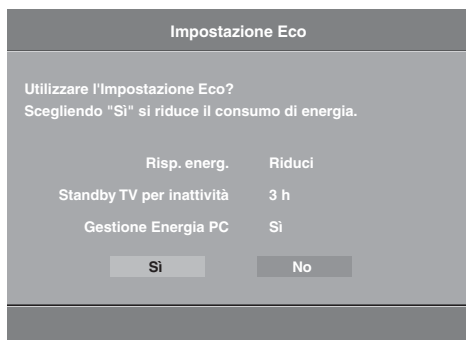 Impostazione Eco
Utilizzare l'Impostazione Eco?
Scegliendo "Sì" si riduce il consumo di energia.
Risp. energ. Riduci
Standby TV per inattività 3 h
Gestione Energia PC Sì
Sì No